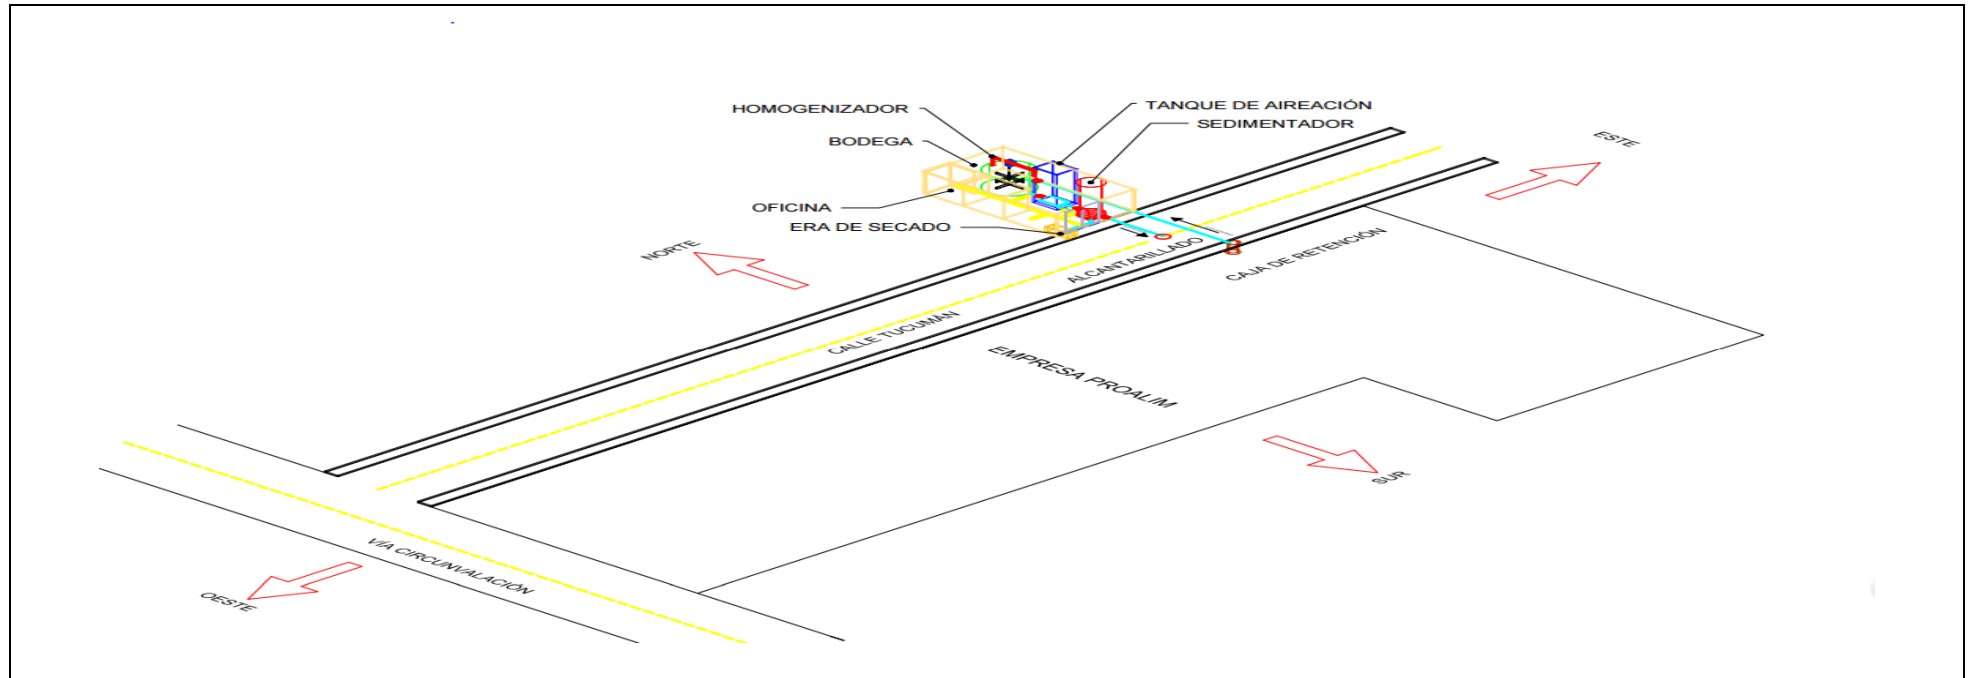 TANQUE DE AIREACIÓN
HOMOGENIZADOR
SEDIMENTADOR
BODEGA
ESTE
OFICINA
ERA DE SECADO
NORTE
ALCANTARILLADO
CAJA DE RETENCIÓN
CALLE TUCUMÁN
EMPRESA PROALIM
SUR
VÍA CIRCUNVALACIÓN
OESTE